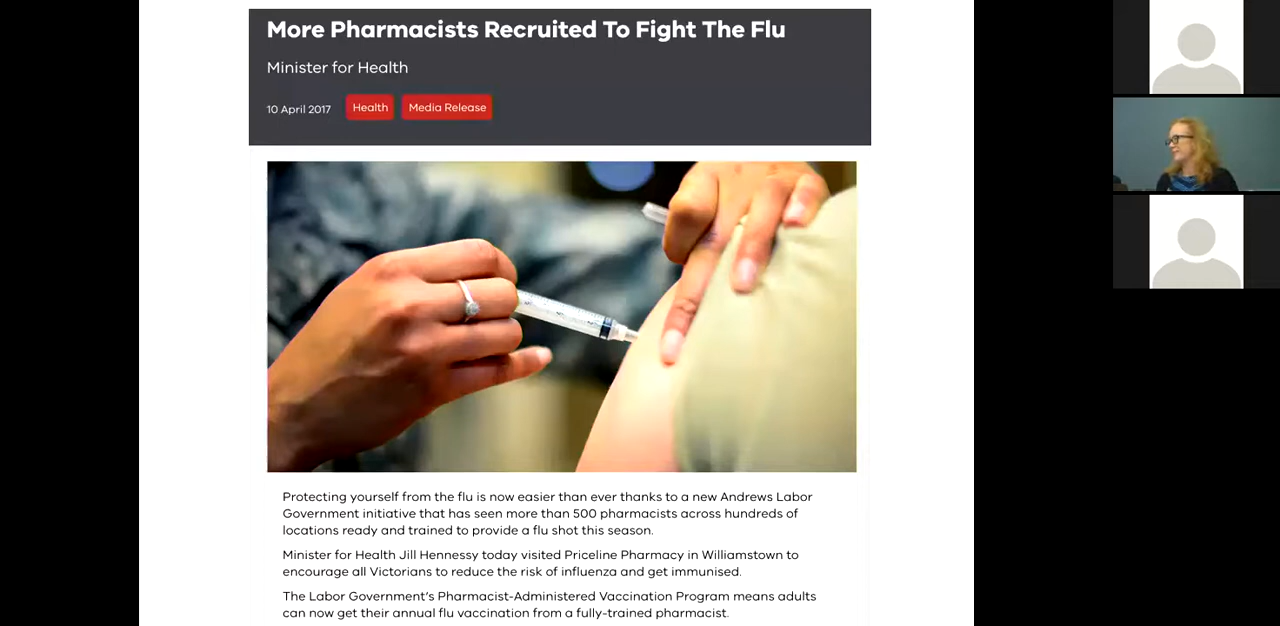 More Pharmacists Recruited To Fight The Flu
Minister for Health
10 April 2017 Health Media Release
Protecting yourself from the flu is now easier than ever thanks to a new Andrews Labor
Government initiative that has seen more than 500 pharmacists across hundreds of
locations ready and trained to provide a flu shot this season.
Minister for Health Jill Hennessy today visited Priceline Pharmacy in Williamstown to
encourage all Victorians to reduce the risk of influenza and get immunised.
The Labor Government's Pharmacist-Administered Vaccination Program means adults
can now get their annual flu vaccination from a fully-trained pharmacist.